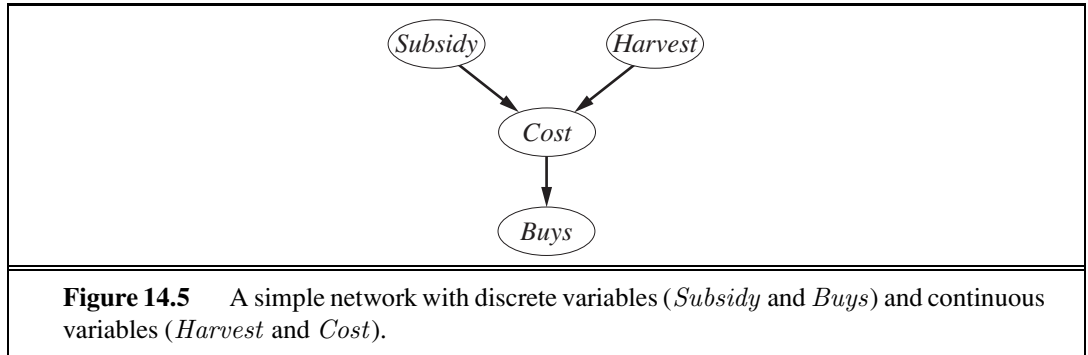 Subsidy Harvest
Cost
Buys
Figure 14.5 A simple network with discrete variables (Subsidy and Buys) and continuous
variables (Harvest and Cost).